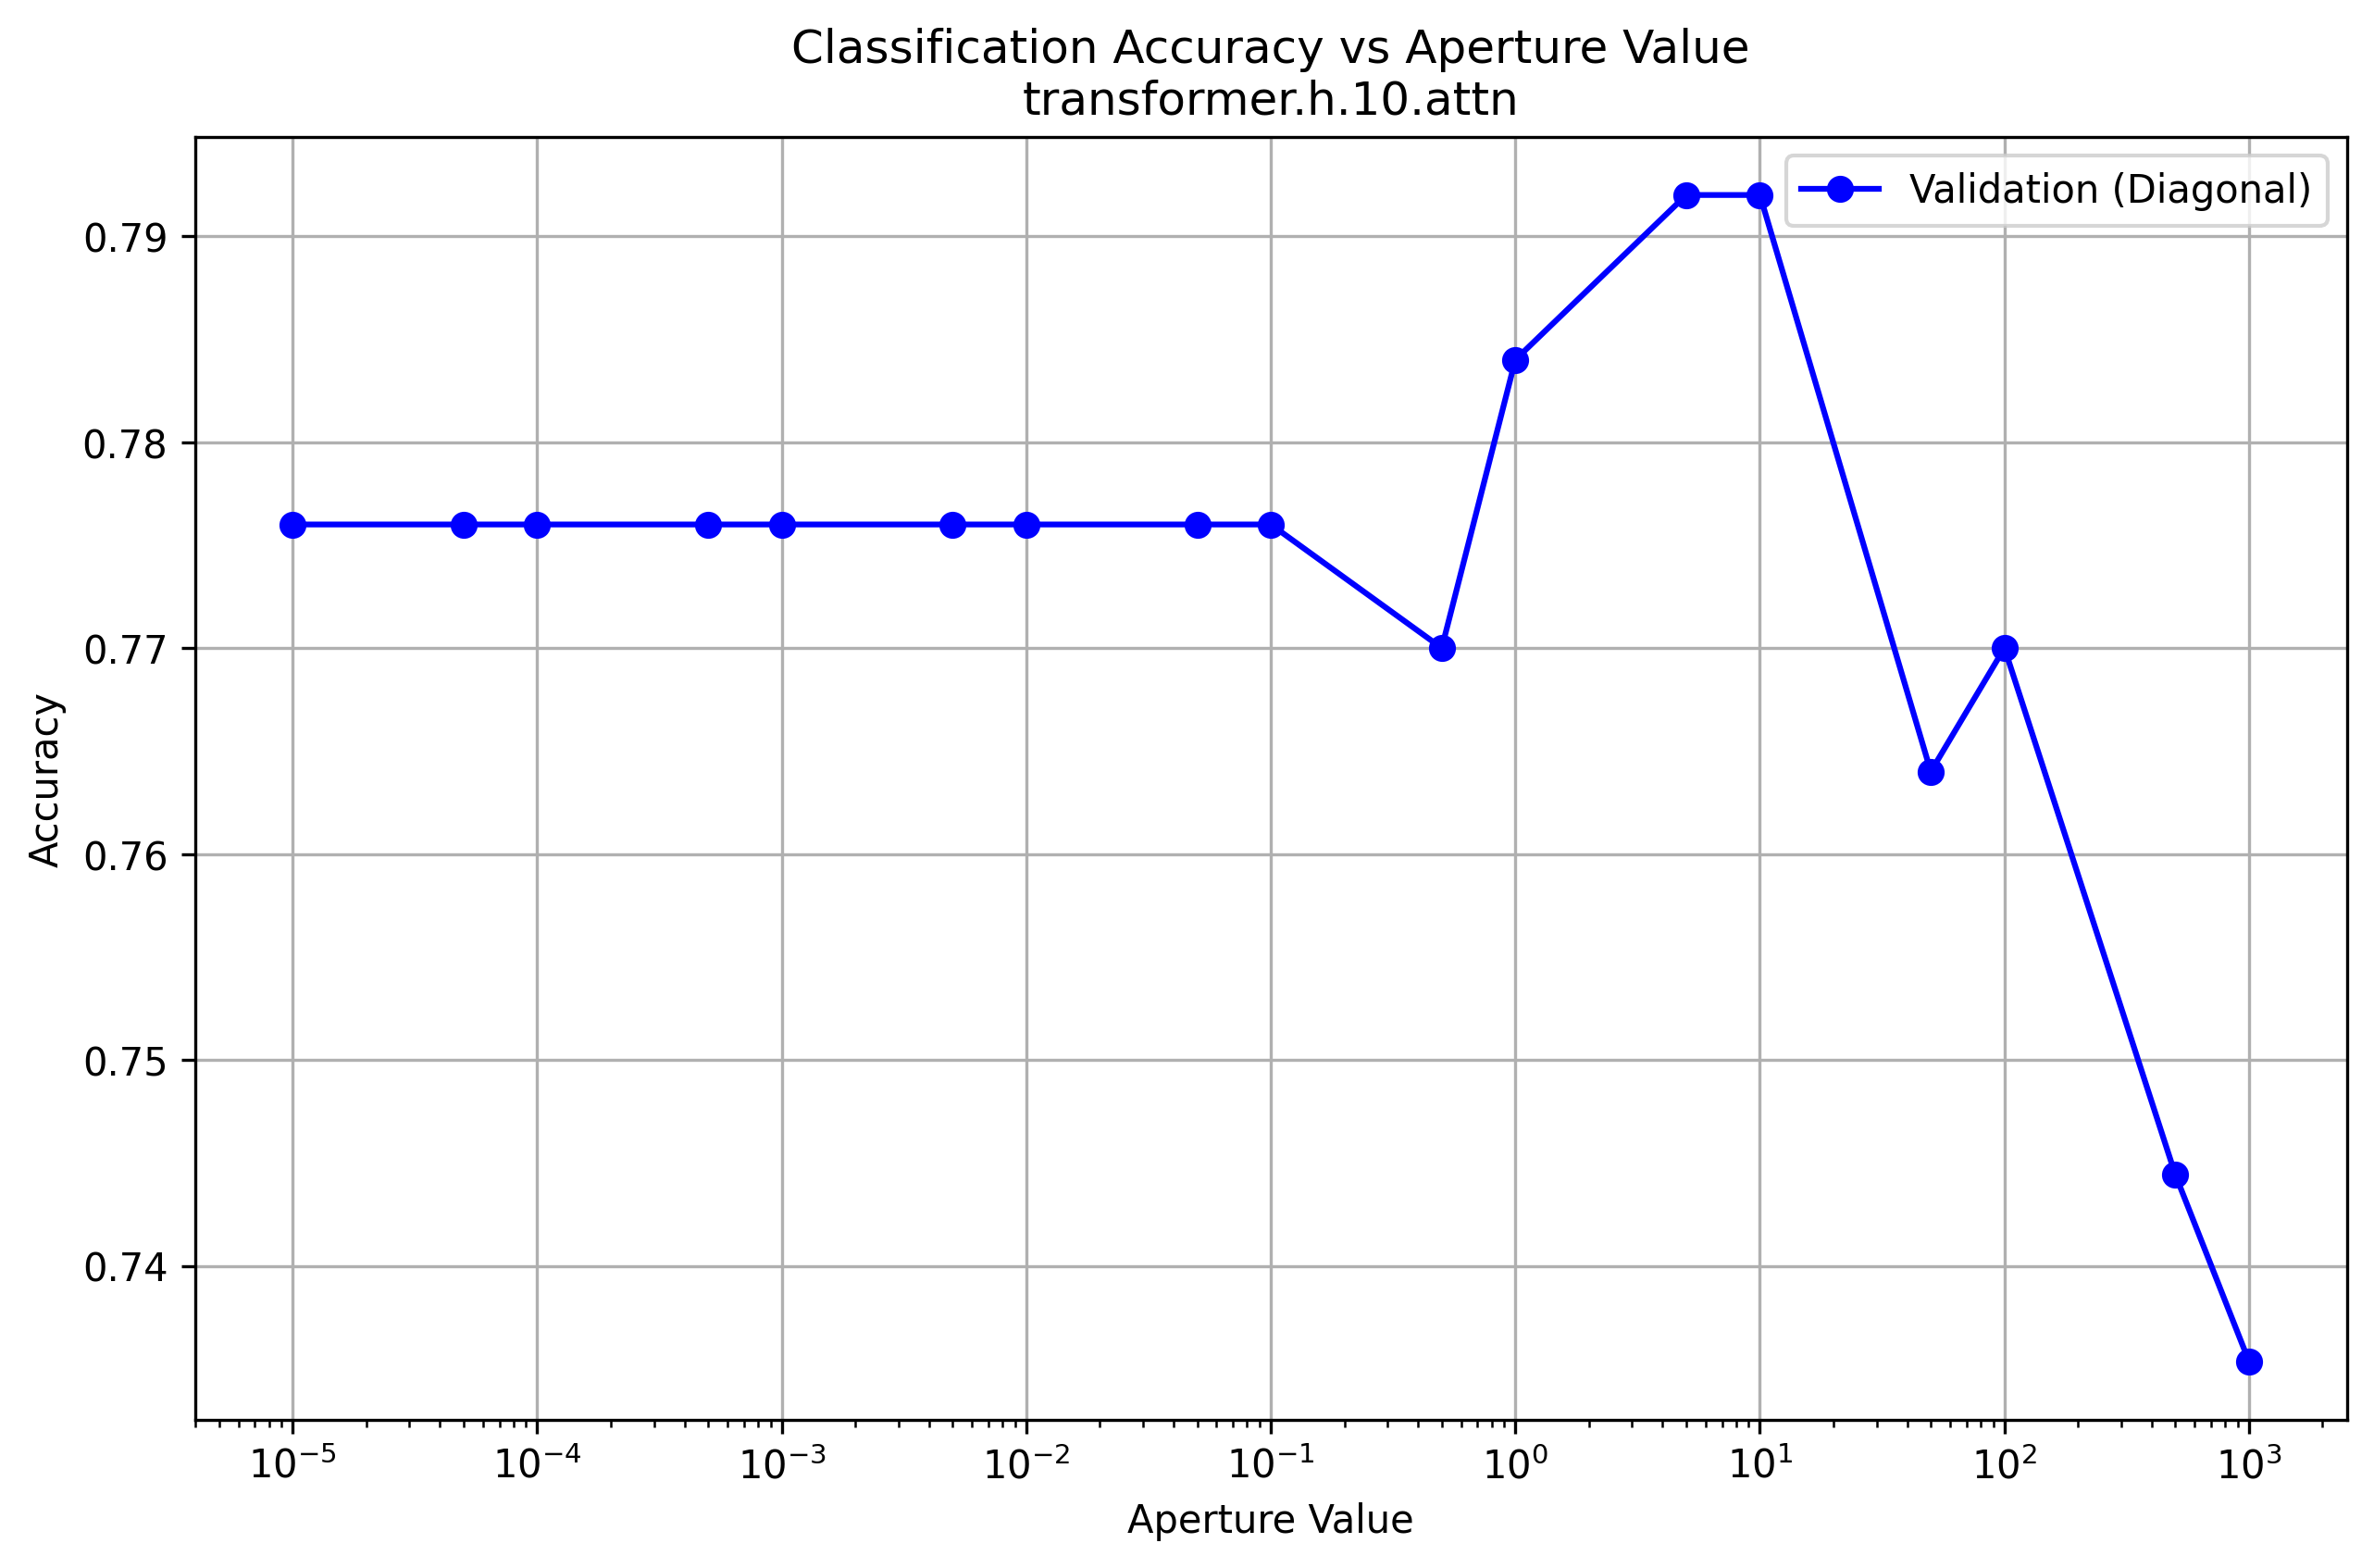 Classification Accuracy vs Aperture Value
transformer.h.10.attn
Validation (Diagonal)
Accuracy
0.79
0.78
0.77
0.76
0.75
0.74
10⁻⁵ 10⁻⁴ 10⁻³ 10⁻² 10⁻¹ 10⁰ 10¹ 10² 10³
Aperture Value